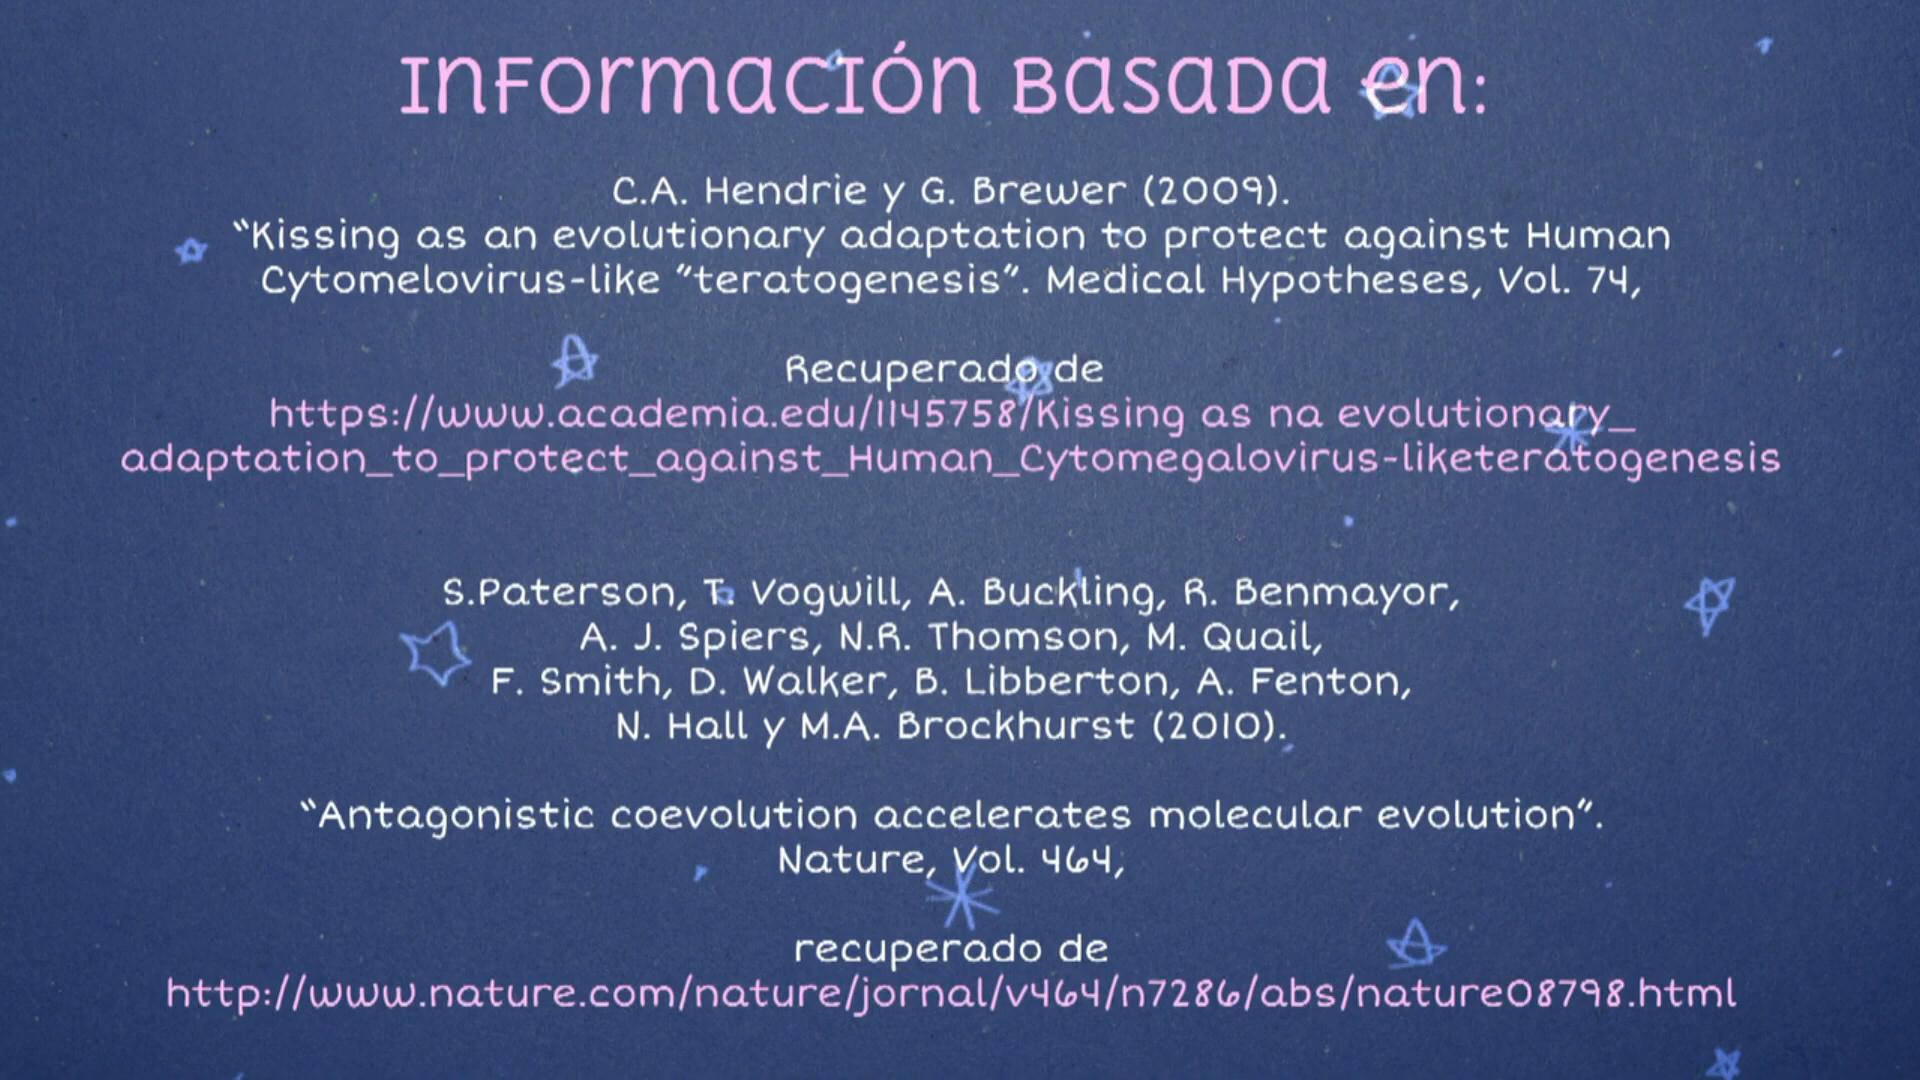 Información Basada en:
C.A. Hendrie y G. Brewer (2009).
“Kissing as an evolutionary adaptation to protect against Human
Cytomelovirus-like “teratogenesis”. Medical Hypotheses, Vol. 74,
Recuperado de
https://www.academia.edu/1145758/Kissing as na evolutionary_
adaptation_to_protect_against_Human_Cytomegalovirus-liketeratogenesis
S.Paterson, T. Vogwill, A. Buckling, R. Benmayor,
A. J. Spiers, N.R. Thomson, M. Quail,
F. Smith, D. Walker, B. Libberton, A. Fenton,
N. Hall y M.A. Brockhurst (2010).
“Antagonistic coevolution accelerates molecular evolution”.
Nature, Vol. 464,
recuperado de
http://www.nature.com/nature/jornal/v464/n7286/abs/nature08798.html